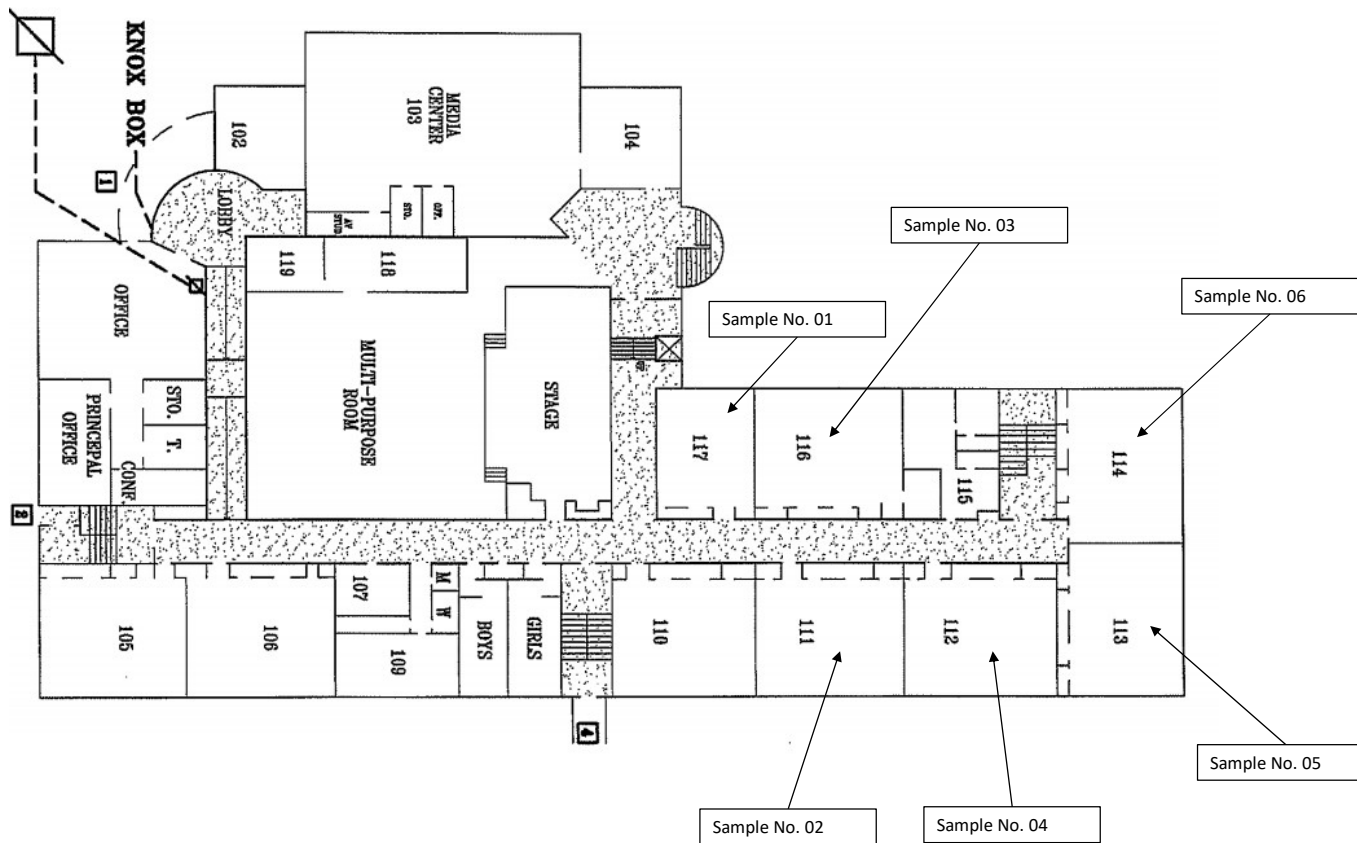 KNOX BOX
1
102
LOBBY
MEDIA
CENTER
103
104
AV
STUD
STO.
OFF.
119
118
OFFICE
STO.
T.
PRINCEPAL
OFFICE
CONF
MULTI-PURPOSE
ROOM
STAGE
UP
Sample No. 01
Sample No. 03
Sample No. 06
117
116
115
114
2
105
106
107
M
W
109
BOYS
GIRLS
110
111
112
113
4
Sample No. 02
Sample No. 04
Sample No. 05